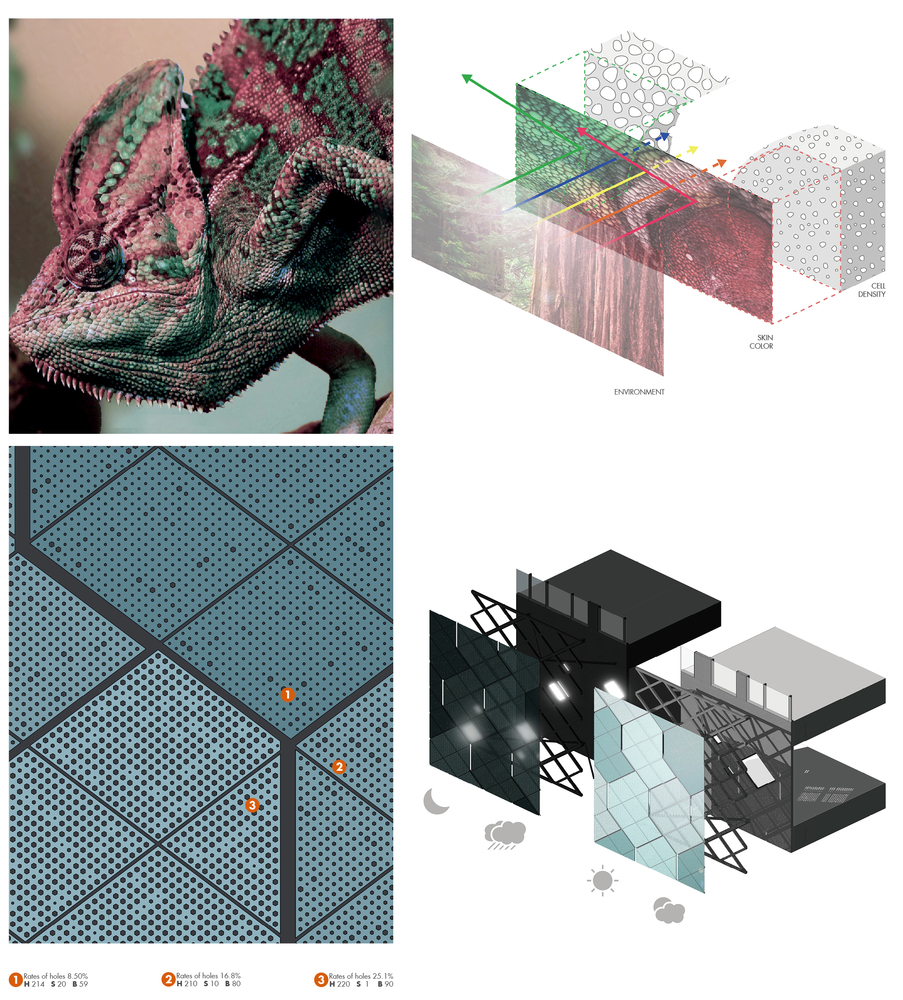 CELL
DENSITY
SKIN
COLOR
ENVIRONMENT
1
2
3
1 Rates of holes 8.50%
H 214 S 20 B 59
2 Rates of holes 16.8%
H 210 S 10 B 80
3 Rates of holes 25.1%
H 220 S 1 B 90